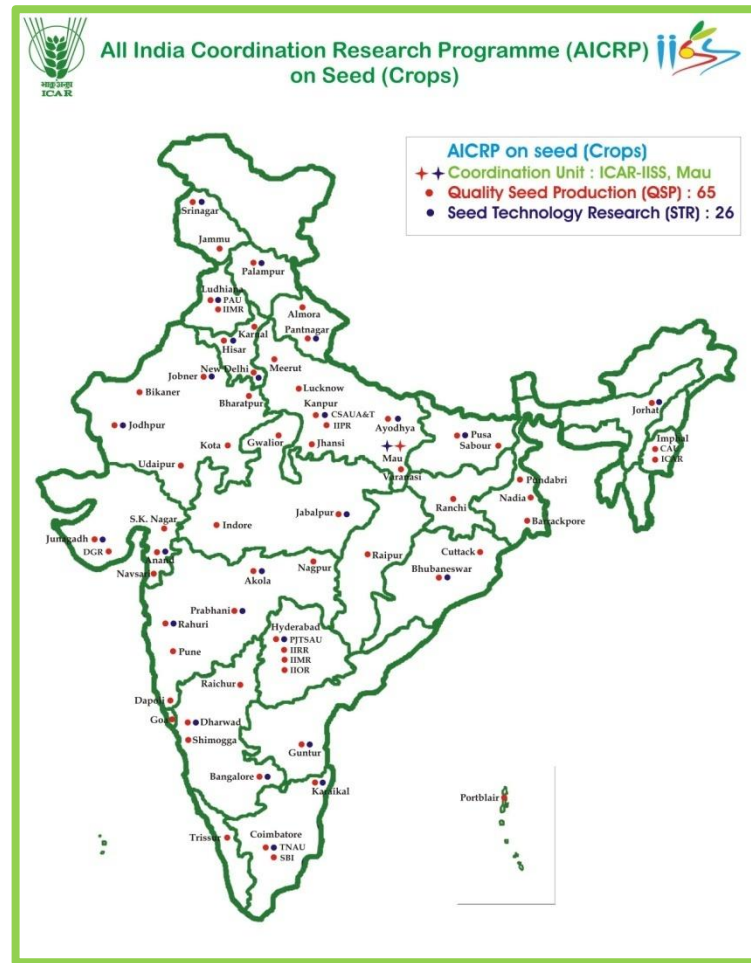 All India Coordination Research Programme (AICRP)
on Seed (Crops)
भाकृअनुप
ICAR
AICRP on seed (Crops)
Coordination Unit : ICAR-IISS, Mau
Quality Seed Production (QSP) : 65
Seed Technology Research (STR) : 26
Srinagar
Jammu
Palampur
Ludhiana
PAU
IIMR
Almora
Pantnagar
Karnal
Hisar
New Delhi
Meerut
Jobner
Bikaner
Bharatpur
Lucknow
Kanpur
CSAUA&T
IIPR
Ayodhya
Jodhpur
Kota
Gwalior
Jhansi
Mau
Varanasi
Pusa
Sabour
Jorhat
Imphal
CAU
ICAR
Udaipur
Pundabri
Nadia
Ranchi
Barrackpore
S.K. Nagar
Indore
Jabalpur
Junagadh
DGR
Anand
Navsari
Nagpur
Akola
Raipur
Cuttack
Bhubaneswar
Prabhani
Rahuri
Hyderabad
PJTSAU
IIRR
IIMR
IIOR
Pune
Raichur
Dapoli
Goa
Dharwad
Shimogga
Guntur
Bangalore
Karaikal
Portblair
Trissur
Coimbatore
TNAU
SBI